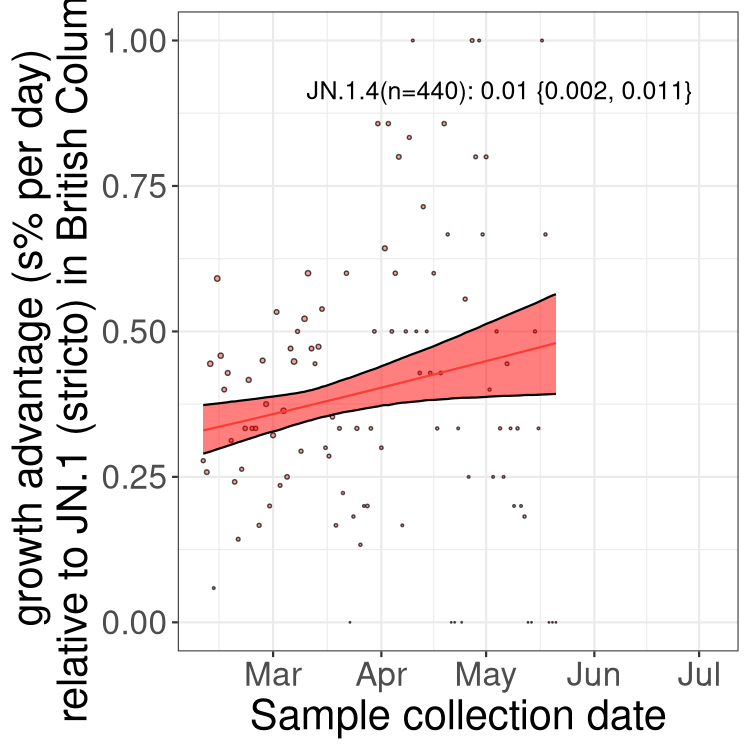 growth advantage (s% per day)
relative to JN.1 (stricto) in British Colum
1.00
0.75
0.50
0.25
0.00
JN.1.4(n=440): 0.01 {0.002, 0.011}
Mar Apr May Jun Jul
Sample collection date